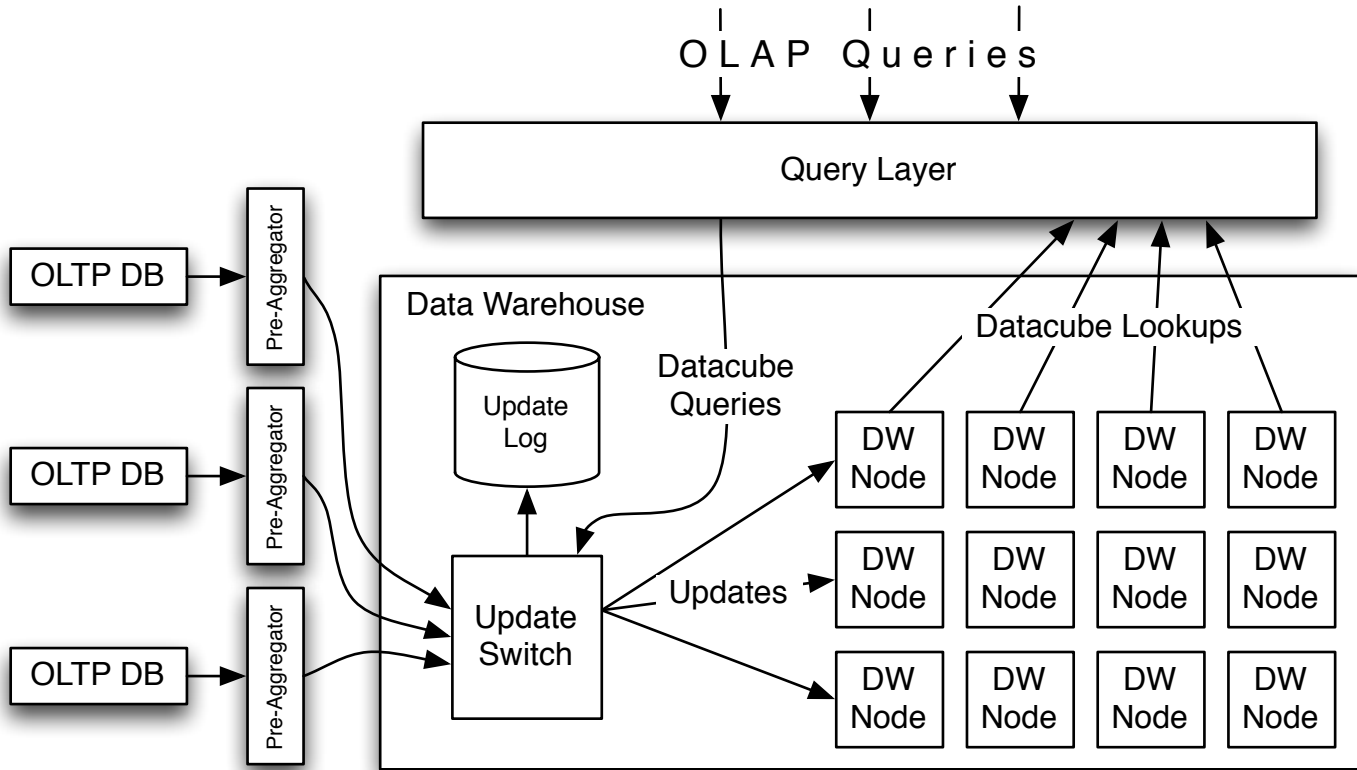 OLAP Queries
Query Layer
OLTP DB
Pre-Aggregator
OLTP DB
Pre-Aggregator
OLTP DB
Pre-Aggregator
Data Warehouse
Update
Log
Datacube
Queries
Datacube Lookups
Update
Switch
Updates
DW
Node
DW
Node
DW
Node
DW
Node
DW
Node
DW
Node
DW
Node
DW
Node
DW
Node
DW
Node
DW
Node
DW
Node